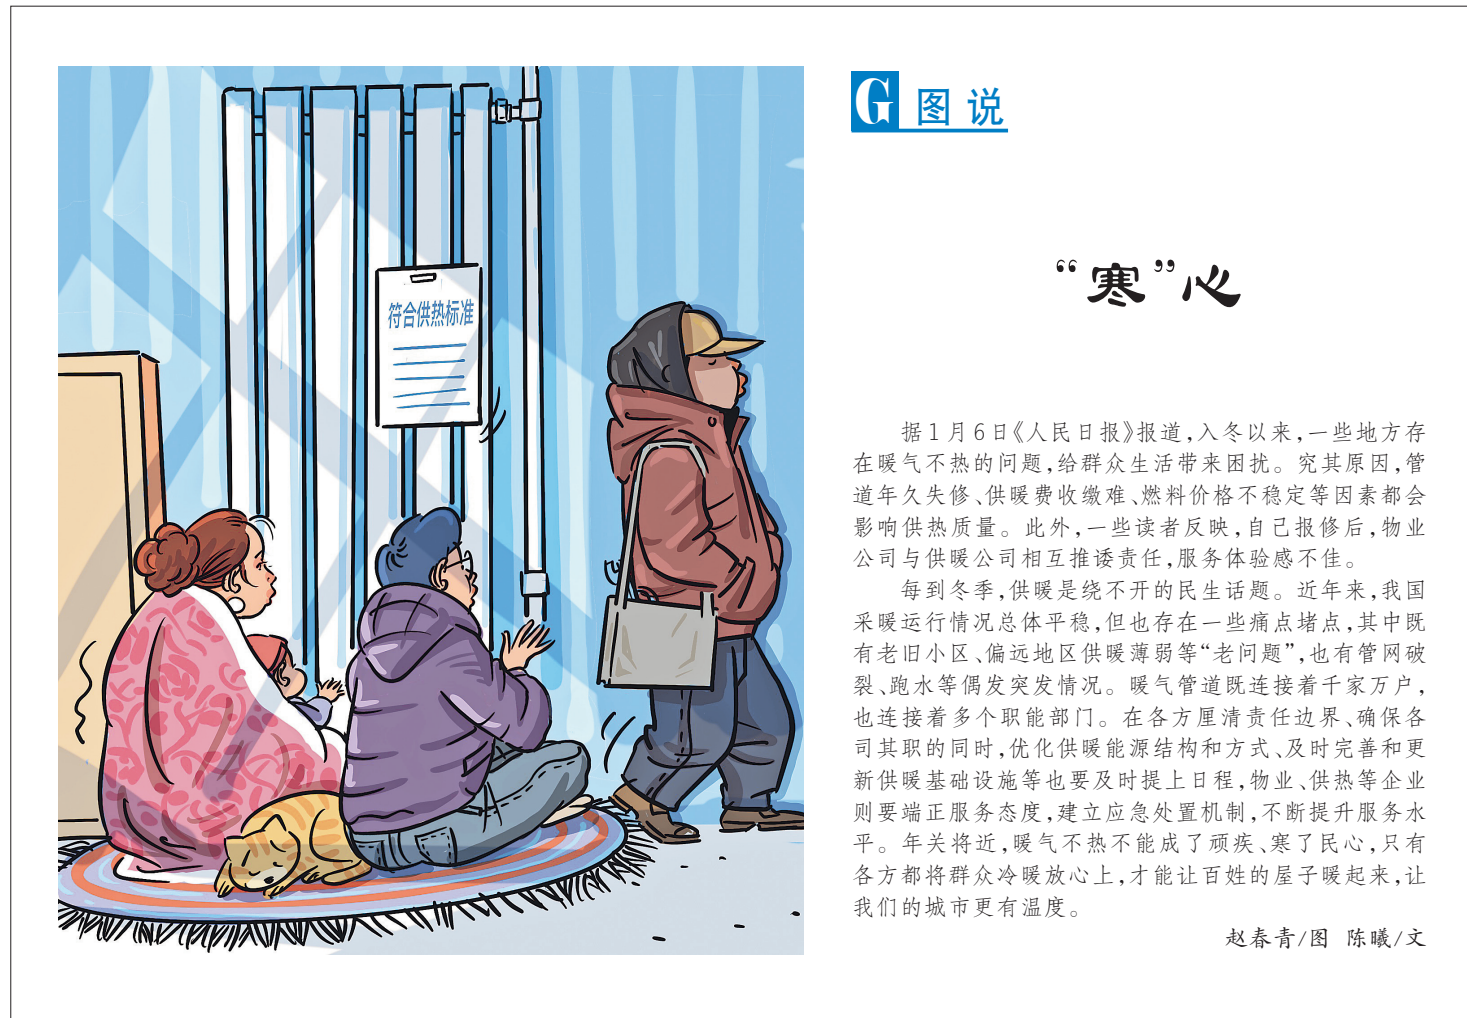 G 图说
“寒”心
符合供热标准
据1月6日《人民日报》报道,入冬以来,一些地方存
在暖气不热的问题,给群众生活带来困扰。究其原因,管
道年久失修、供暖费收缴难、燃料价格不稳定等因素都会
影响供热质量。此外,一些读者反映,自己报修后,物业
公司与供暖公司相互推诿责任,服务体验感不佳。
每到冬季,供暖是绕不开的民生话题。近年来,我国
采暖运行情况总体平稳,但也存在一些痛点堵点,其中既
有老旧小区、偏远地区供暖薄弱等“老问题”,也有管网破
裂、跑水等偶发突发情况。暖气管道既连接着千家万户,
也连接着多个职能部门。在各方厘清责任边界、确保各
司其职的同时,优化供暖能源结构和方式、及时完善和更
新供暖基础设施等也要及时提上日程,物业、供热等企业
则要端正服务态度,建立应急处置机制,不断提升服务水
平。年关将近,暖气不热不能成了顽疾、寒了民心,只有
各方都将群众冷暖放心上,才能让百姓的屋子暖起来,让
我们的城市更有温度。
赵春青/图 陈曦/文